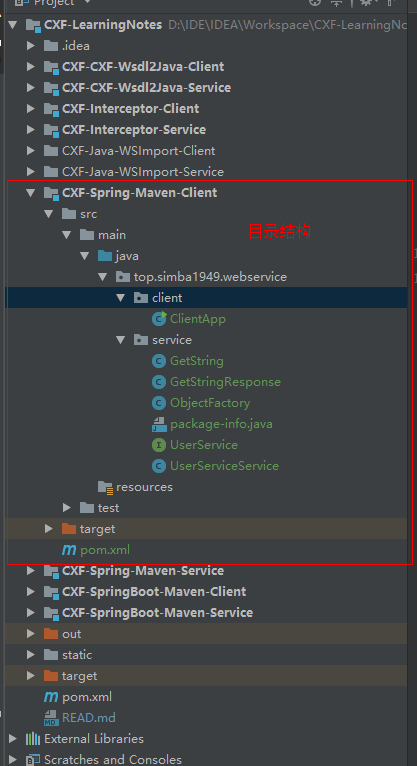 Project
CXF-LearningNotes D:\IDE\IDEA\Workspace\CXF-LearningNo
.idea
CXF-CXF-Wsdl2Java-Client
CXF-CXF-Wsdl2Java-Service
CXF-Interceptor-Client
CXF-Interceptor-Service
CXF-Java-WSImport-Client
CXF-Java-WSImport-Service
CXF-Spring-Maven-Client
src
main
目录结构
java
top.simba1949.webservice
client
ClientApp
service
GetString
GetStringResponse
ObjectFactory
package-info.java
UserService
UserServiceService
resources
test
target
pom.xml
CXF-Spring-Maven-Service
CXF-SpringBoot-Maven-Client
CXF-SpringBoot-Maven-Service
out
static
target
pom.xml
READ.md
External Libraries
Scratches and Consoles